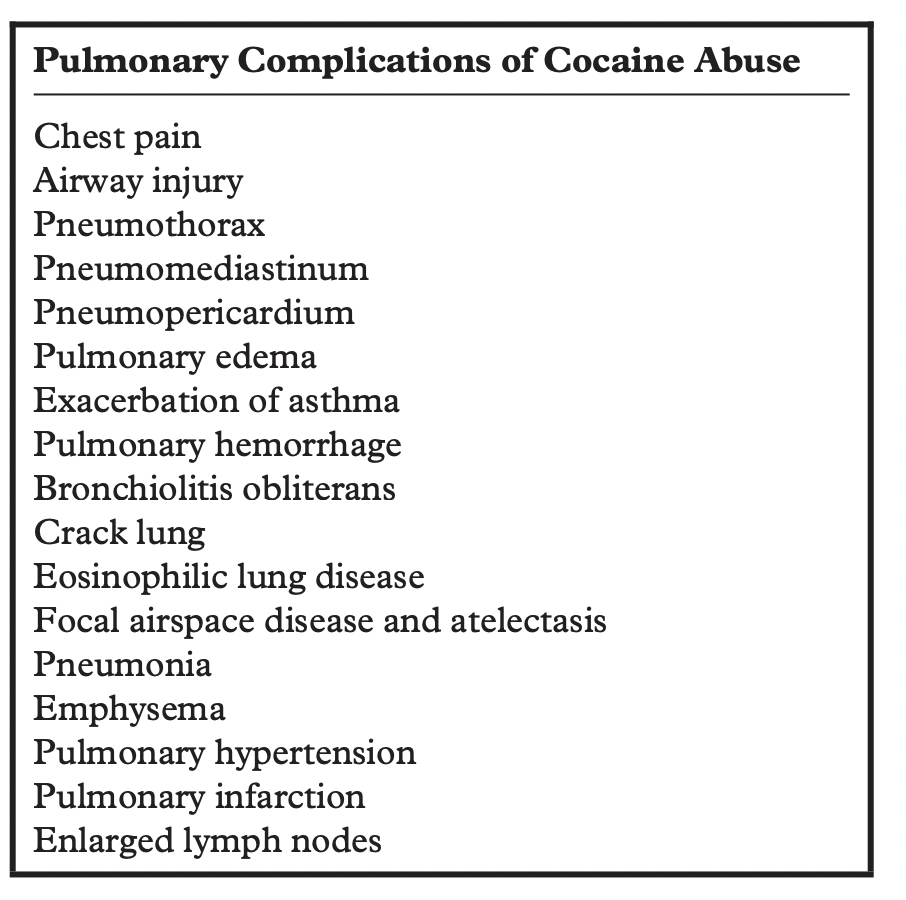 Pulmonary Complications of Cocaine Abuse
Chest pain
Airway injury
Pneumothorax
Pneumomediastinum
Pneumopericardium
Pulmonary edema
Exacerbation of asthma
Pulmonary hemorrhage
Bronchiolitis obliterans
Crack lung
Eosinophilic lung disease
Focal airspace disease and atelectasis
Pneumonia
Emphysema
Pulmonary hypertension
Pulmonary infarction
Enlarged lymph nodes